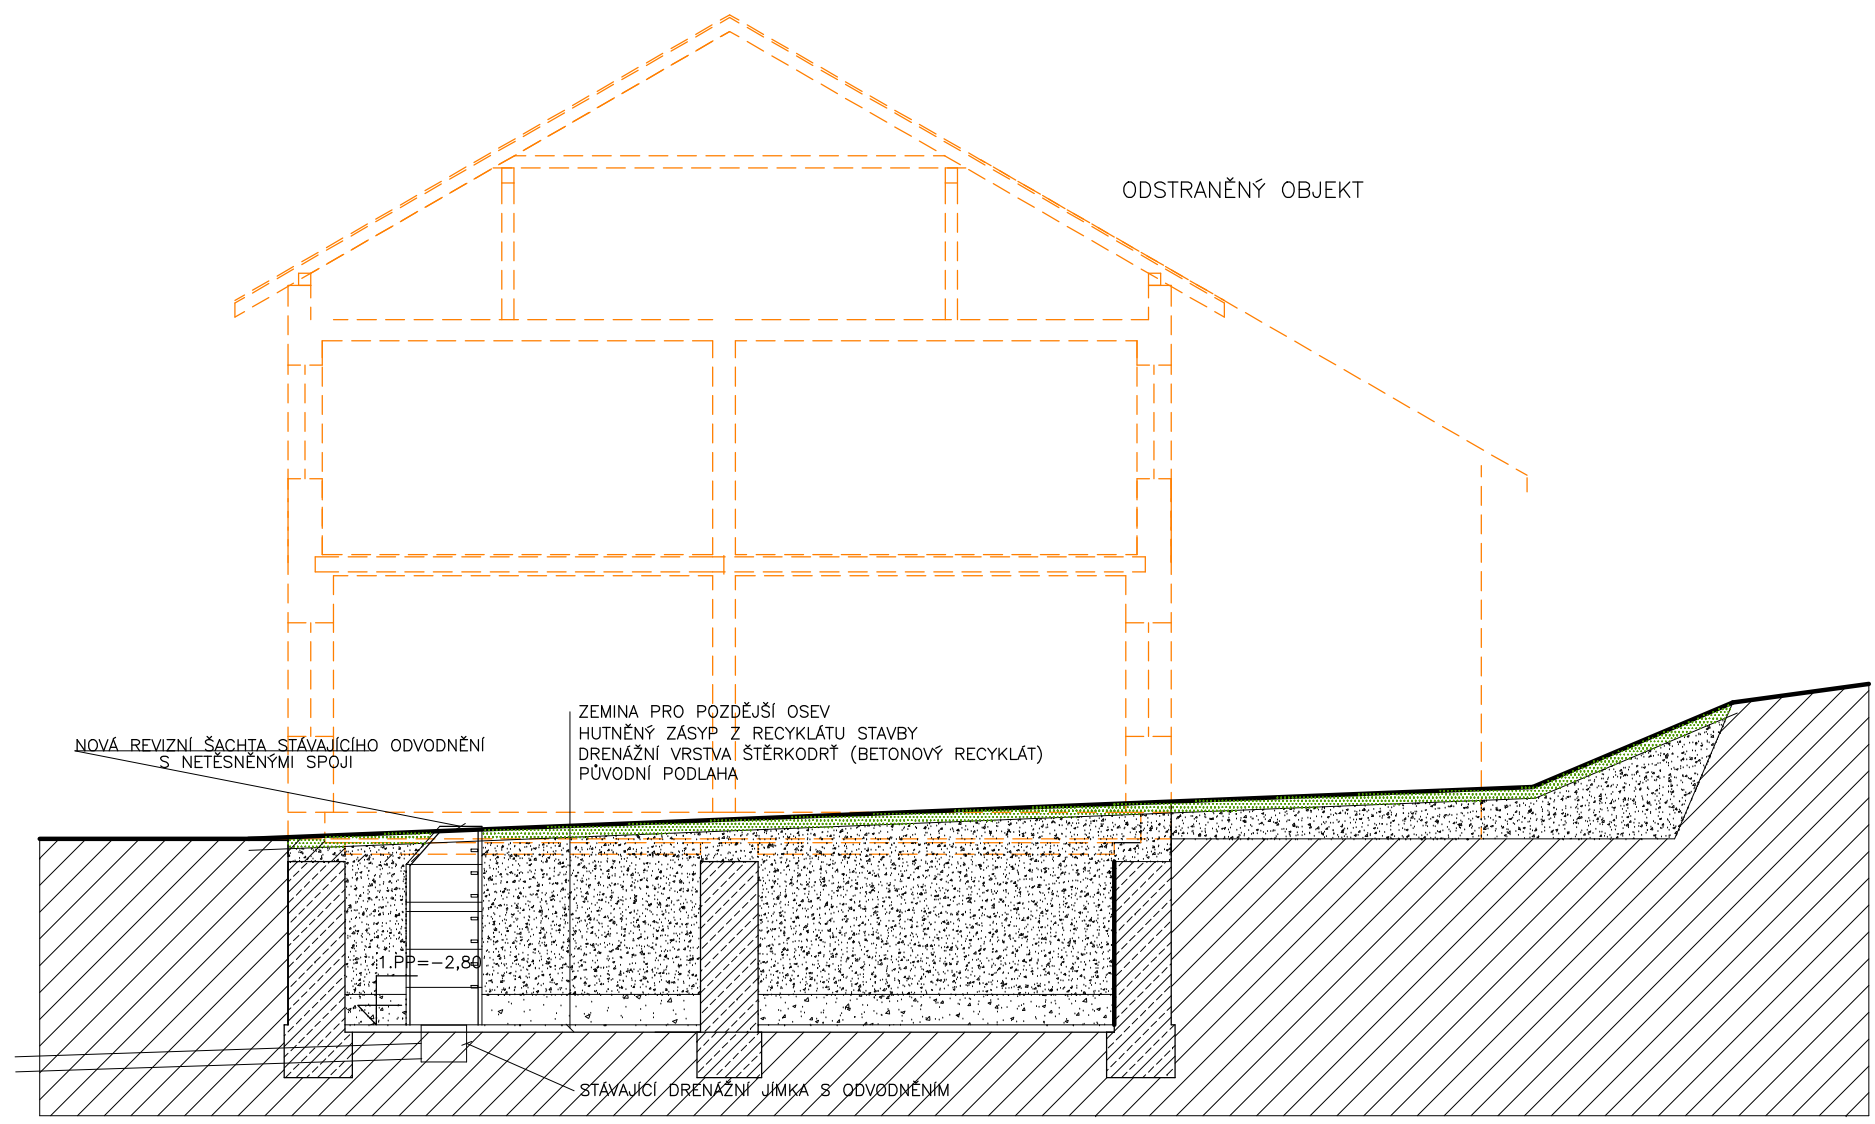 ODSTRANĚNÝ OBJEKT
ZEMINA PRO POZDĚJŠÍ OSEV
HUTNĚNÝ ZÁSYP Z RECYKLÁTU STAVBY
DRENÁŽNÍ VRSTVA ŠTĚRKODRŤ (BETONOVÝ RECYKLÁT)
PŮVODNÍ PODLAHA
NOVÁ REVIZNÍ ŠACHTA STÁVAJÍCÍHO ODVODNĚNÍ
S NETĚSNĚNÝMI SPOJI
1.PP=−2,80
STÁVAJÍCÍ DRENÁŽNÍ JÍMKA S ODVODNĚNÍM